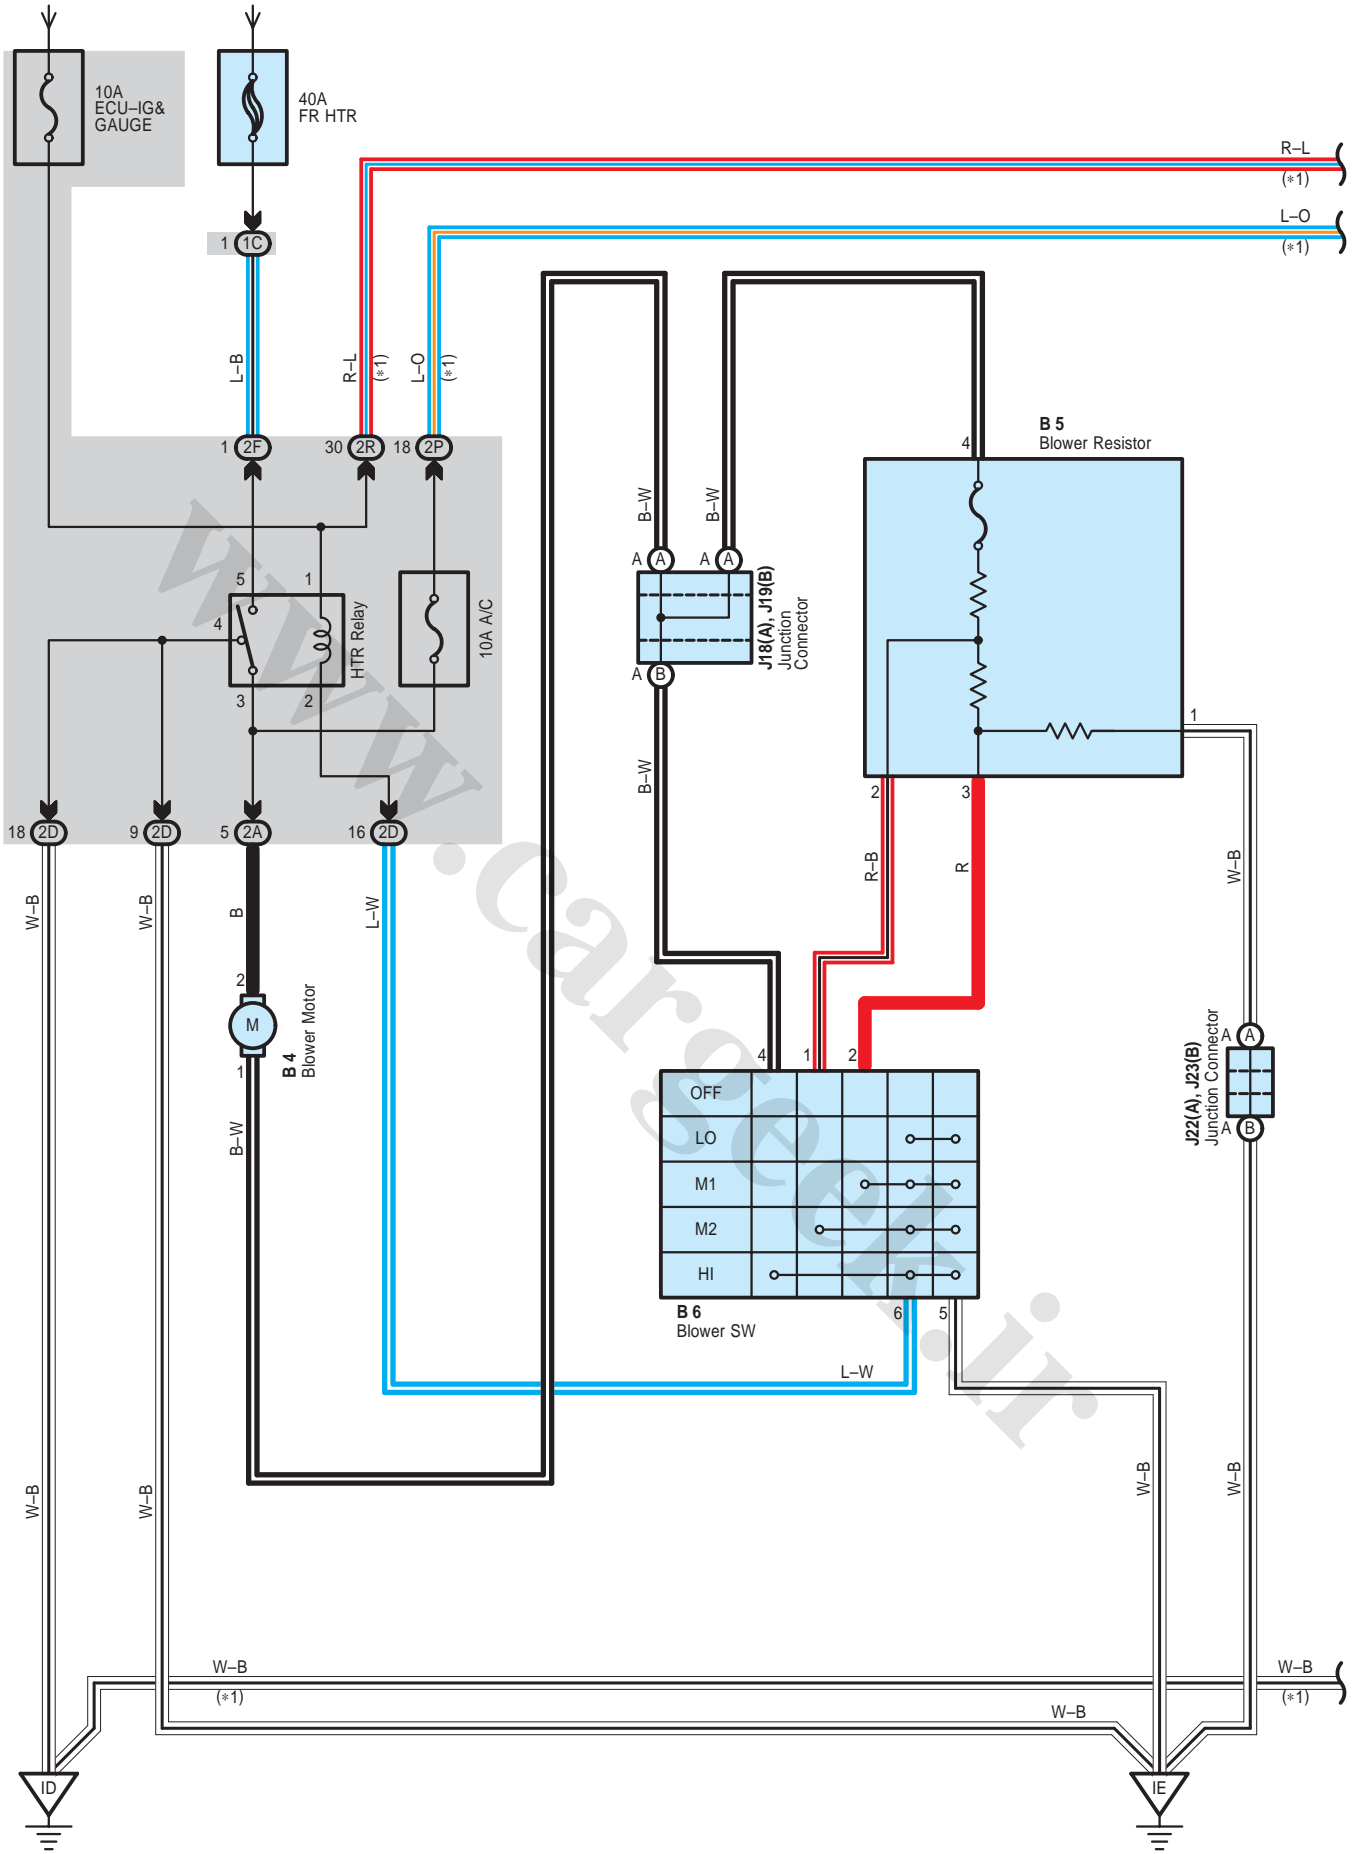 10A
ECU–IG&
GAUGE
40A
FR HTR
R–L
(*1)
L–O
(*1)
1 1C
L–B
R–L
(*1)
L–O
(*1)
1 2F
30 2R
18 2P
B 5
Blower Resistor
4
B–W
B–W
A A
A A
J18(A), J19(B)
Junction
Connector
A B
5
1
4
HTR Relay
10A A/C
3
2
1
B–W
2
3
18 2D
9 2D
5 2A
16 2D
W–B
W–B
B
L–W
R–B
R
W–B
2
M
B 4
Blower Motor
1
B–W
4
1
2
OFF
LO
M1
M2
HI
B 6
Blower SW
6
5
A A
J22(A), J23(B)
Junction Connector
A B
L–W
W–B
W–B
W–B
W–B
W–B
(*1)
W–B
W–B
(*1)
ID
IE
www.cargeek.ir